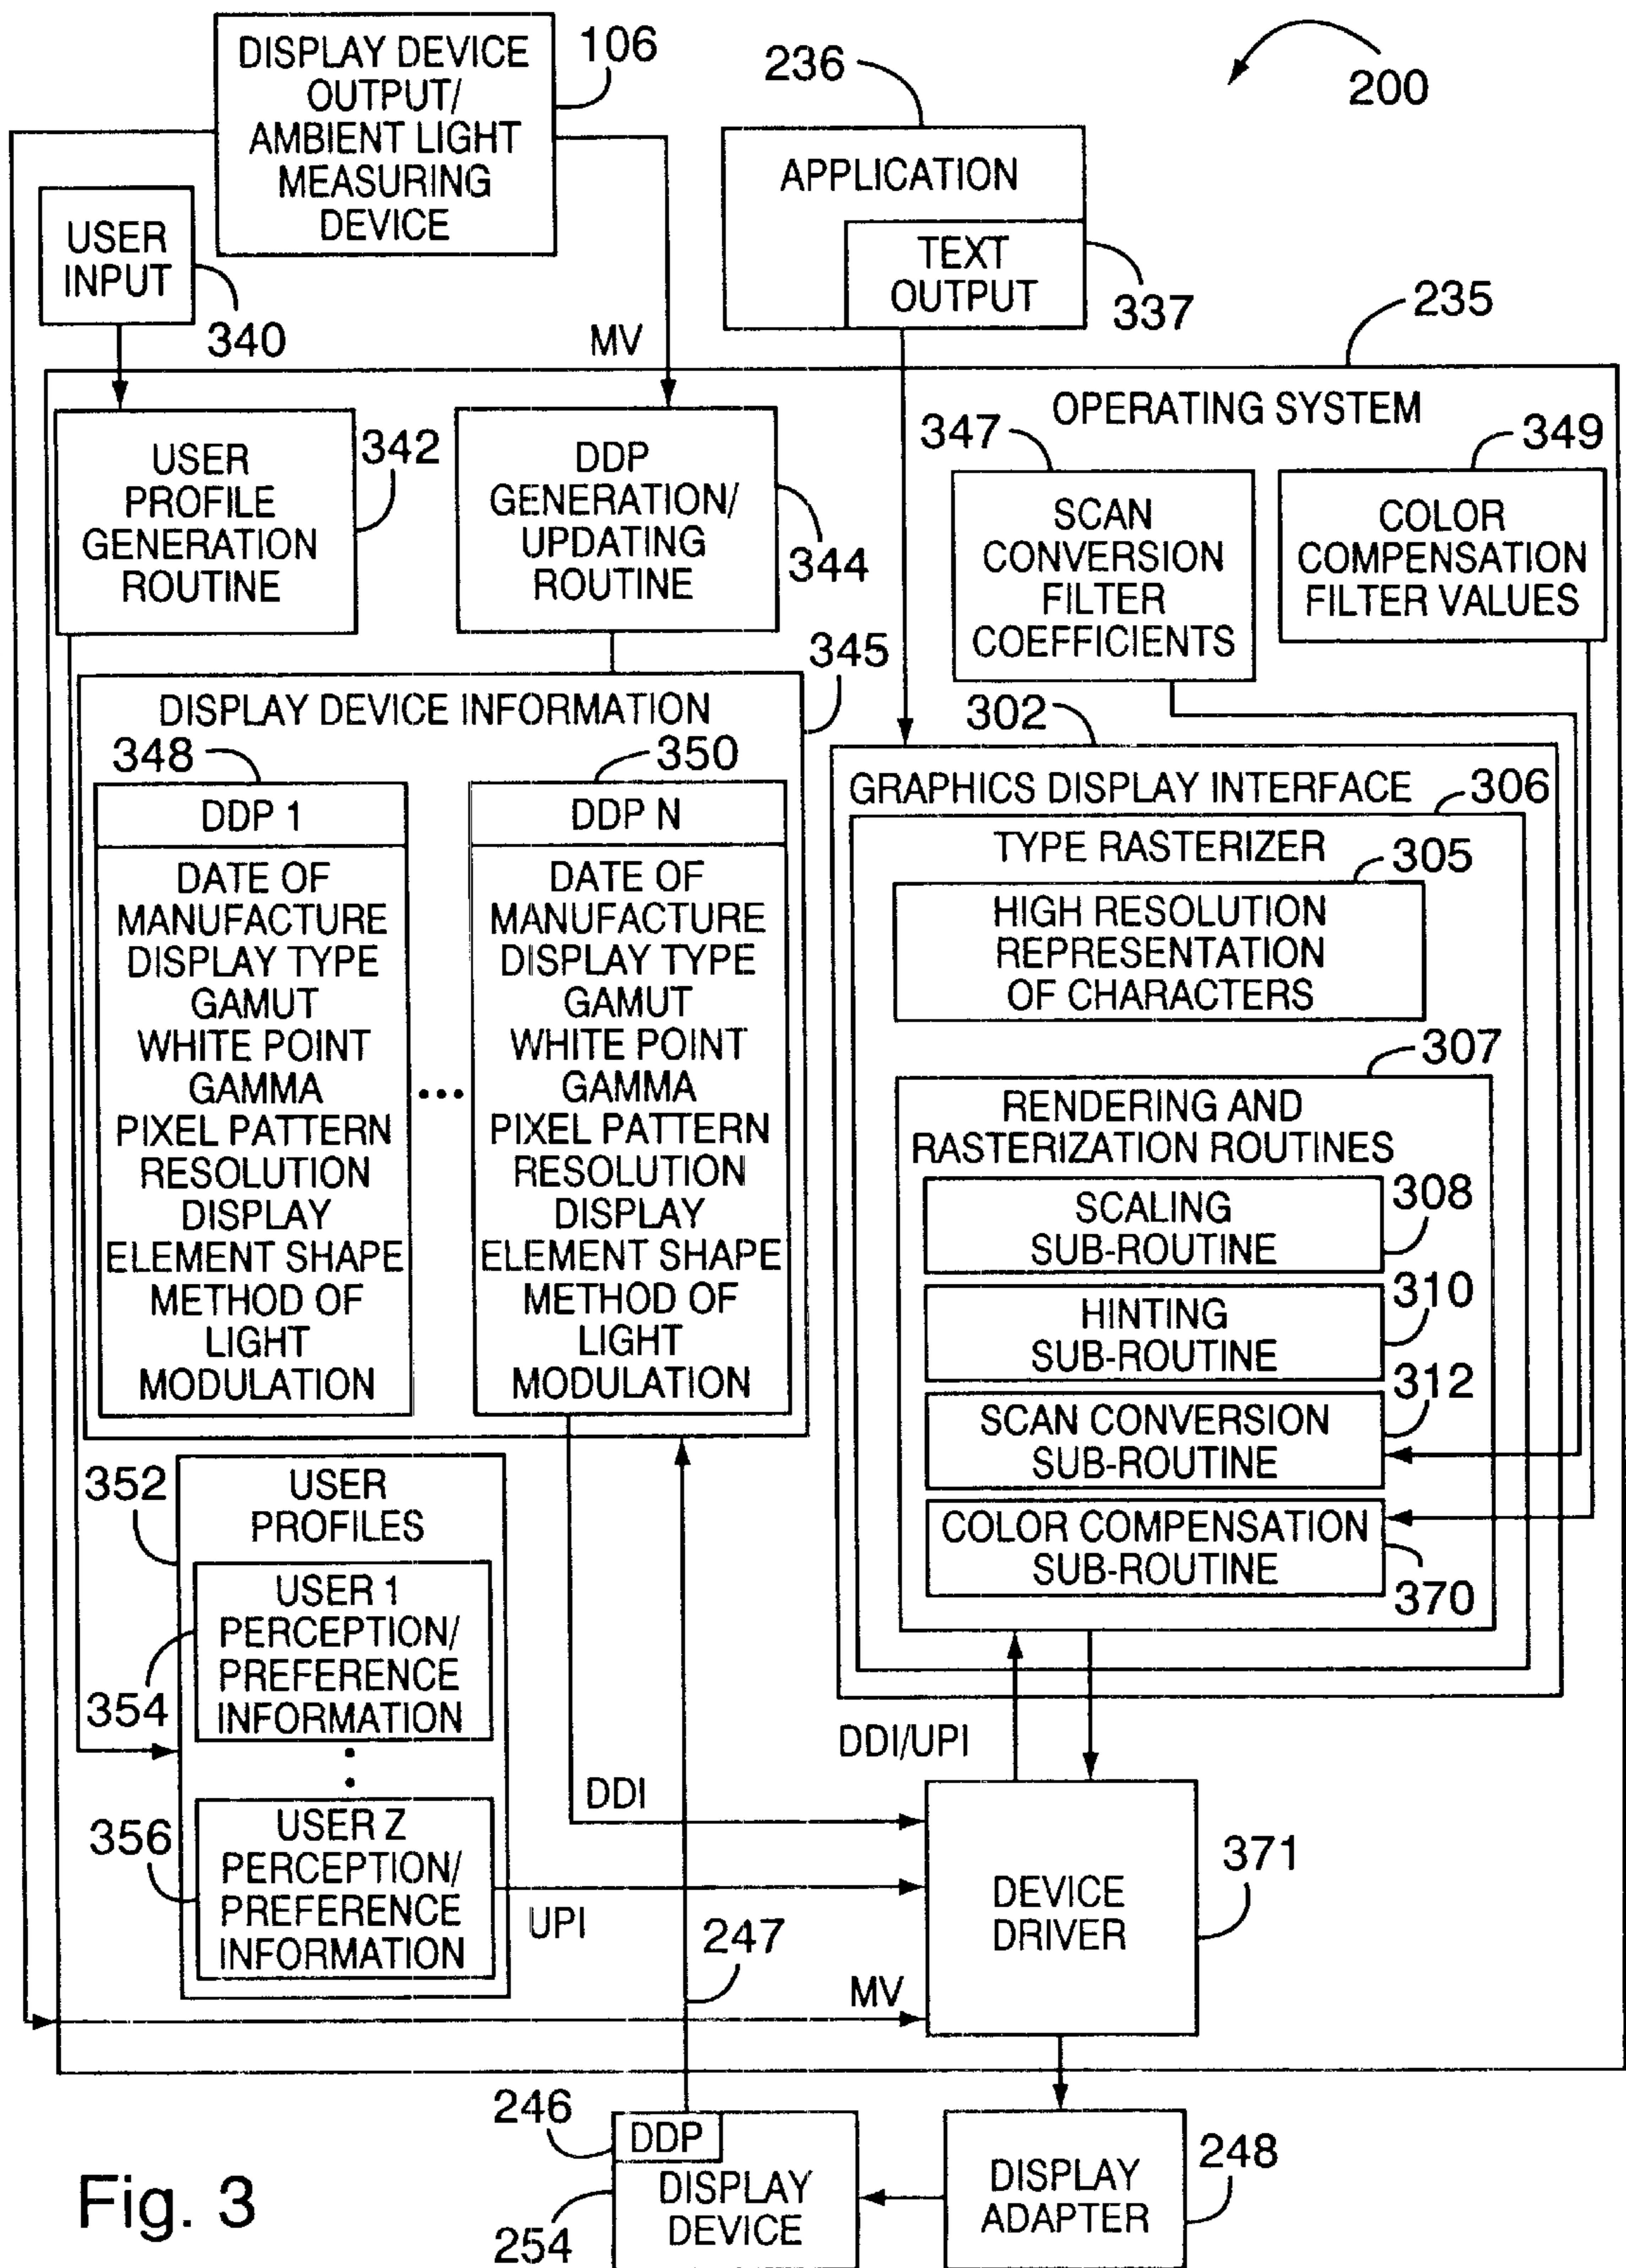 DISPLAY DEVICE
OUTPUT/
AMBIENT LIGHT
MEASURING
DEVICE
106
236
200
APPLICATION
TEXT
OUTPUT
337
USER
INPUT
340
MV
235
OPERATING SYSTEM
USER
PROFILE
GENERATION
ROUTINE
342
DDP
GENERATION/
UPDATING
ROUTINE
344
347
SCAN
CONVERSION
FILTER
COEFFICIENTS
349
COLOR
COMPENSATION
FILTER VALUES
345
DISPLAY DEVICE INFORMATION
348
DDP 1
DATE OF
MANUFACTURE
DISPLAY TYPE
GAMUT
WHITE POINT
GAMMA
PIXEL PATTERN
RESOLUTION
DISPLAY
ELEMENT SHAPE
METHOD OF
LIGHT
MODULATION
...
350
DDP N
DATE OF
MANUFACTURE
DISPLAY TYPE
GAMUT
WHITE POINT
GAMMA
PIXEL PATTERN
RESOLUTION
DISPLAY
ELEMENT SHAPE
METHOD OF
LIGHT
MODULATION
302
GRAPHICS DISPLAY INTERFACE
306
TYPE RASTERIZER
305
HIGH RESOLUTION
REPRESENTATION
OF CHARACTERS
307
RENDERING AND
RASTERIZATION ROUTINES
SCALING
SUB-ROUTINE
308
HINTING
SUB-ROUTINE
310
SCAN CONVERSION
SUB-ROUTINE
312
COLOR COMPENSATION
SUB-ROUTINE
370
352
USER
PROFILES
USER 1
PERCEPTION/
PREFERENCE
INFORMATION
354
USER Z
PERCEPTION/
PREFERENCE
INFORMATION
356
DDI
UPI
DDI/UPI
247
MV
DEVICE
DRIVER
371
246
DDP
DISPLAY
DEVICE
254
DISPLAY
ADAPTER
248
Fig. 3